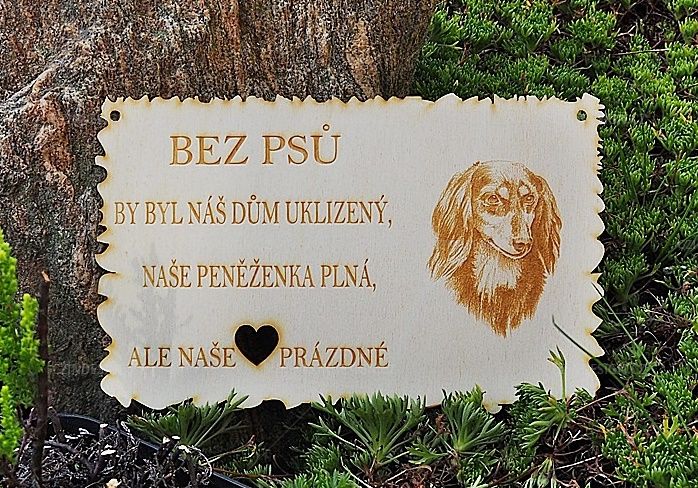 BEZ PSŮ
BY BYL NÁŠ DŮM UKLIZENÝ,
NAŠE PENĚŽENKA PLNÁ,
ALE NAŠE PRÁZDNÉ